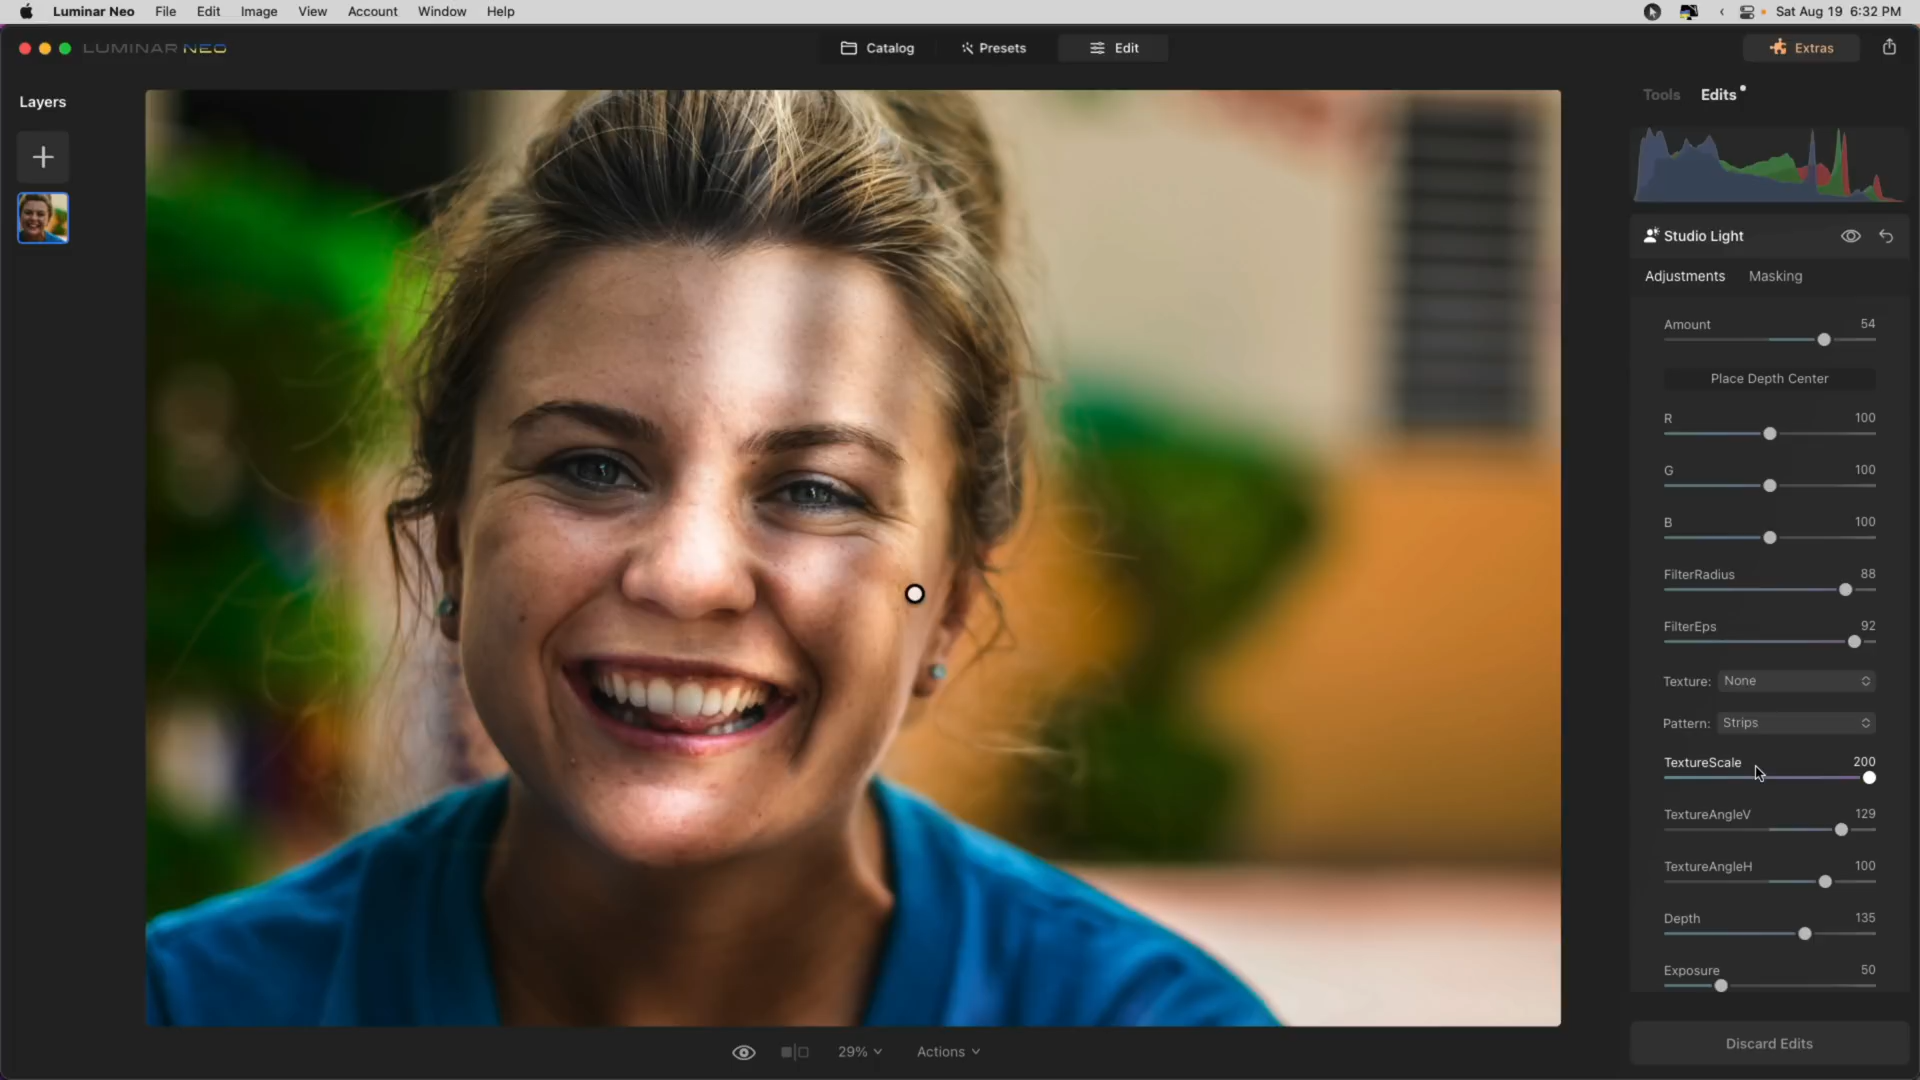 Luminar Neo File Edit Image View Account Window Help Sat Aug 19 6:32 PM
LUMINAR NEO Catalog Presets Edit Extras
Layers
Tools Edits
Studio Light
Adjustments Masking
Amount 54
Place Depth Center
R 100
G 100
B 100
FilterRadius 88
FilterEps 92
Texture: None
Pattern: Strips
TextureScale 200
TextureAngleV 129
TextureAngleH 100
Depth 135
Exposure 50
29% Actions
Discard Edits